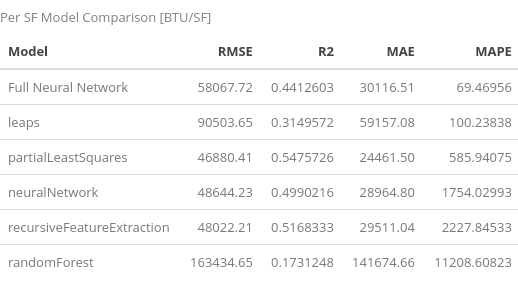 Per SF Model Comparison [BTU/SF]
Model RMSE R2 MAE MAPE
Full Neural Network 58067.72 0.4412603 30116.51 69.46956
leaps 90503.65 0.3149572 59157.08 100.23838
partialLeastSquares 46880.41 0.5475726 24461.50 585.94075
neuralNetwork 48644.23 0.4990216 28964.80 1754.02993
recursiveFeatureExtraction 48022.21 0.5168333 29511.04 2227.84533
randomForest 163434.65 0.1731248 141674.66 11208.60823